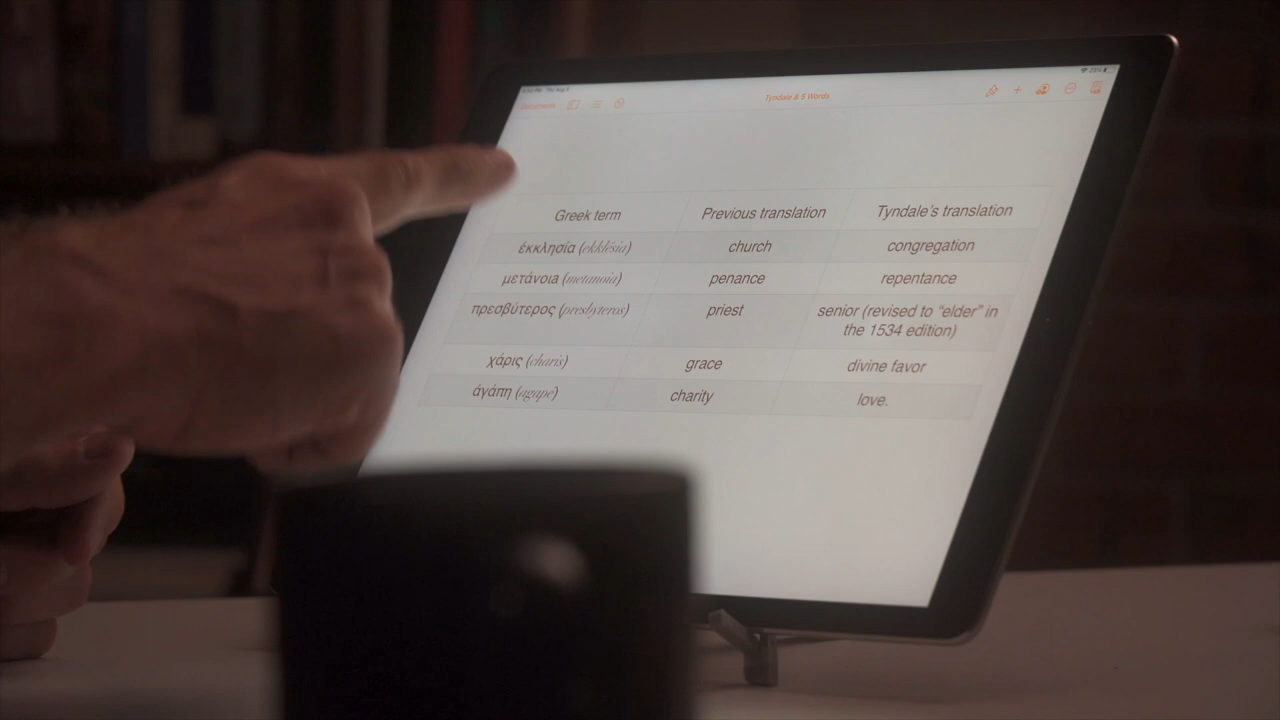 Tyndale & 5 Words
Greek term Previous translation Tyndale's translation
ἐκκλησία (ekklēsia) church congregation
μετάνοια (metanoia) penance repentance
πρεσβύτερος (presbyteros) priest senior (revised to “elder” in
the 1534 edition)
χάρις (charis) grace divine favor
ἀγάπη (agapē) charity love.